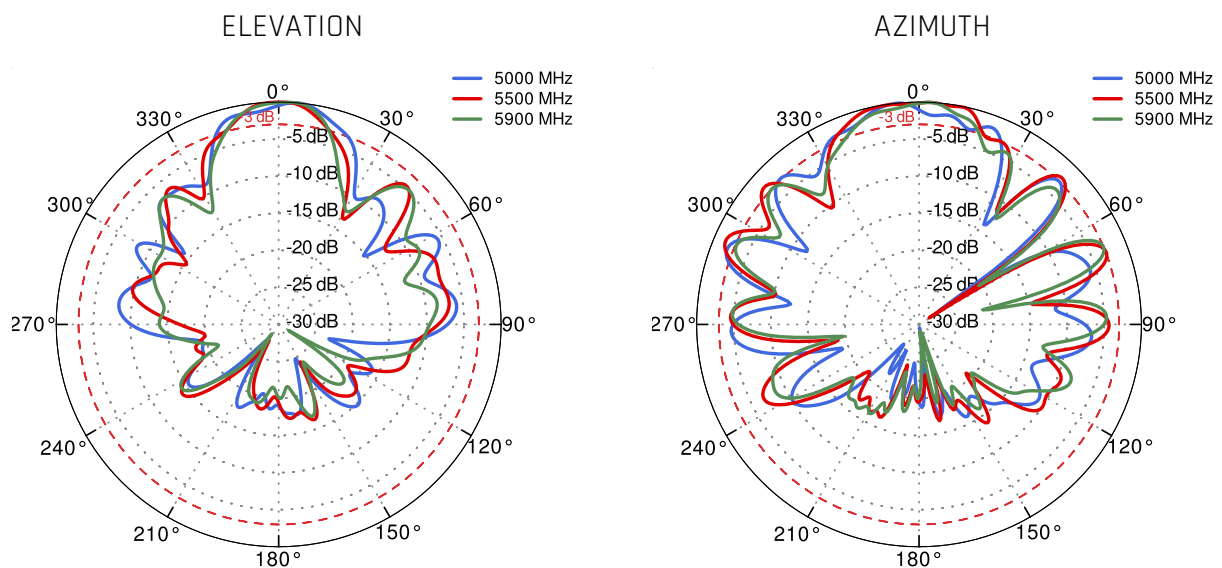 ELEVATION
5000 MHz
5500 MHz
5900 MHz
0°
330°
30°
3 dB
-5 dB
-10 dB
300°
60°
-15 dB
-20 dB
-25 dB
270°
-30 dB
90°
240°
120°
210°
150°
180°
AZIMUTH
5000 MHz
5500 MHz
5900 MHz
0°
330°
30°
-3 dB
-5 dB
-10 dB
300°
60°
-15 dB
-20 dB
-25 dB
270°
-30 dB
90°
240°
120°
210°
150°
180°